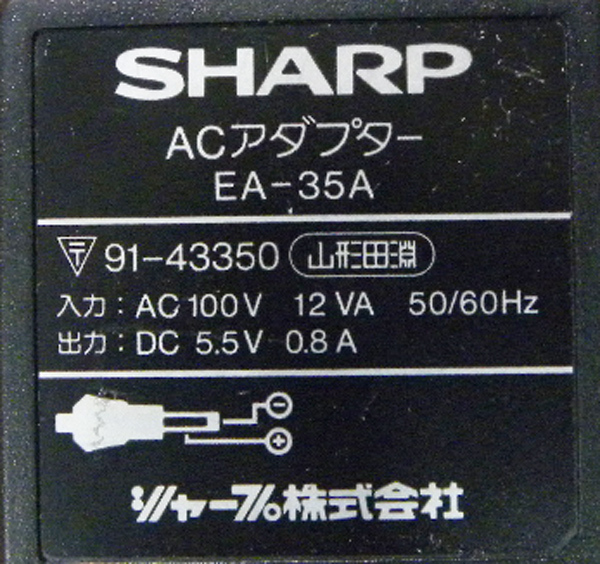 SHARP
ACアダプター
EA-35A
〒 91-43350 山形田淵
入力：AC 100V 12 VA 50/60Hz
出力：DC 5.5V 0.8 A
⊖
⊕
シャープ株式会社